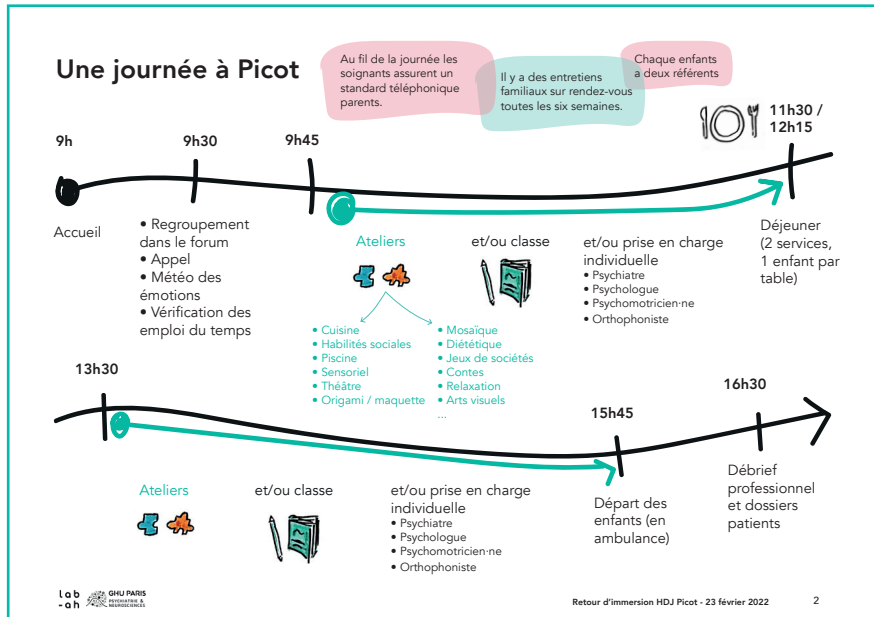 Une journée à Picot
Au fil de la journée les
soignants assurent un
standard téléphonique
parents.
Il y a des entretiens
familiaux sur rendez-vous
toutes les six semaines.
Chaque enfants
a deux référents
9h
9h30
9h45
11h30 /
12h15
Accueil
• Regroupement
dans le forum
• Appel
• Météo des
émotions
• Vérification des
emploi du temps
Ateliers
• Cuisine
• Habilités sociales
• Piscine
• Sensoriel
• Théâtre
• Origami / maquette
• Mosaïque
• Diététique
• Jeux de sociétés
• Contes
• Relaxation
• Arts visuels
...
et/ou classe
et/ou prise en charge
individuelle
• Psychiatre
• Psychologue
• Psychomotricien·ne
• Orthophoniste
Déjeuner
(2 services,
1 enfant par
table)
13h30
15h45
16h30
Ateliers
et/ou classe
et/ou prise en charge
individuelle
• Psychiatre
• Psychologue
• Psychomotricien·ne
• Orthophoniste
Départ des
enfants (en
ambulance)
Débrief
professionnel
et dossiers
patients
lab
-ah
GHU PARIS
PSYCHIATRIE &
NEUROSCIENCES
Retour d'immersion HDJ Picot - 23 février 2022
2